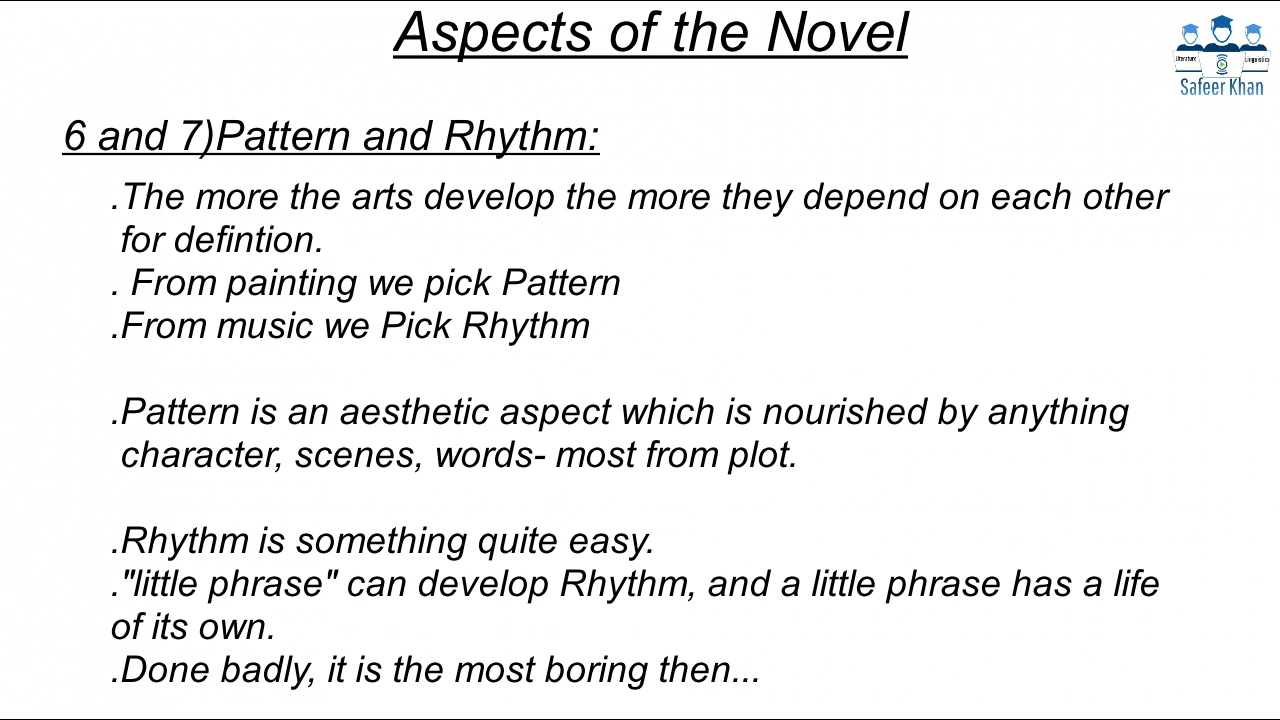 Aspects of the Novel
Literature
Linguistics
Safeer Khan
6 and 7)Pattern and Rhythm:
.The more the arts develop the more they depend on each other
for defintion.
. From painting we pick Pattern
.From music we Pick Rhythm
.Pattern is an aesthetic aspect which is nourished by anything
character, scenes, words- most from plot.
.Rhythm is something quite easy.
."little phrase" can develop Rhythm, and a little phrase has a life
of its own.
.Done badly, it is the most boring then...